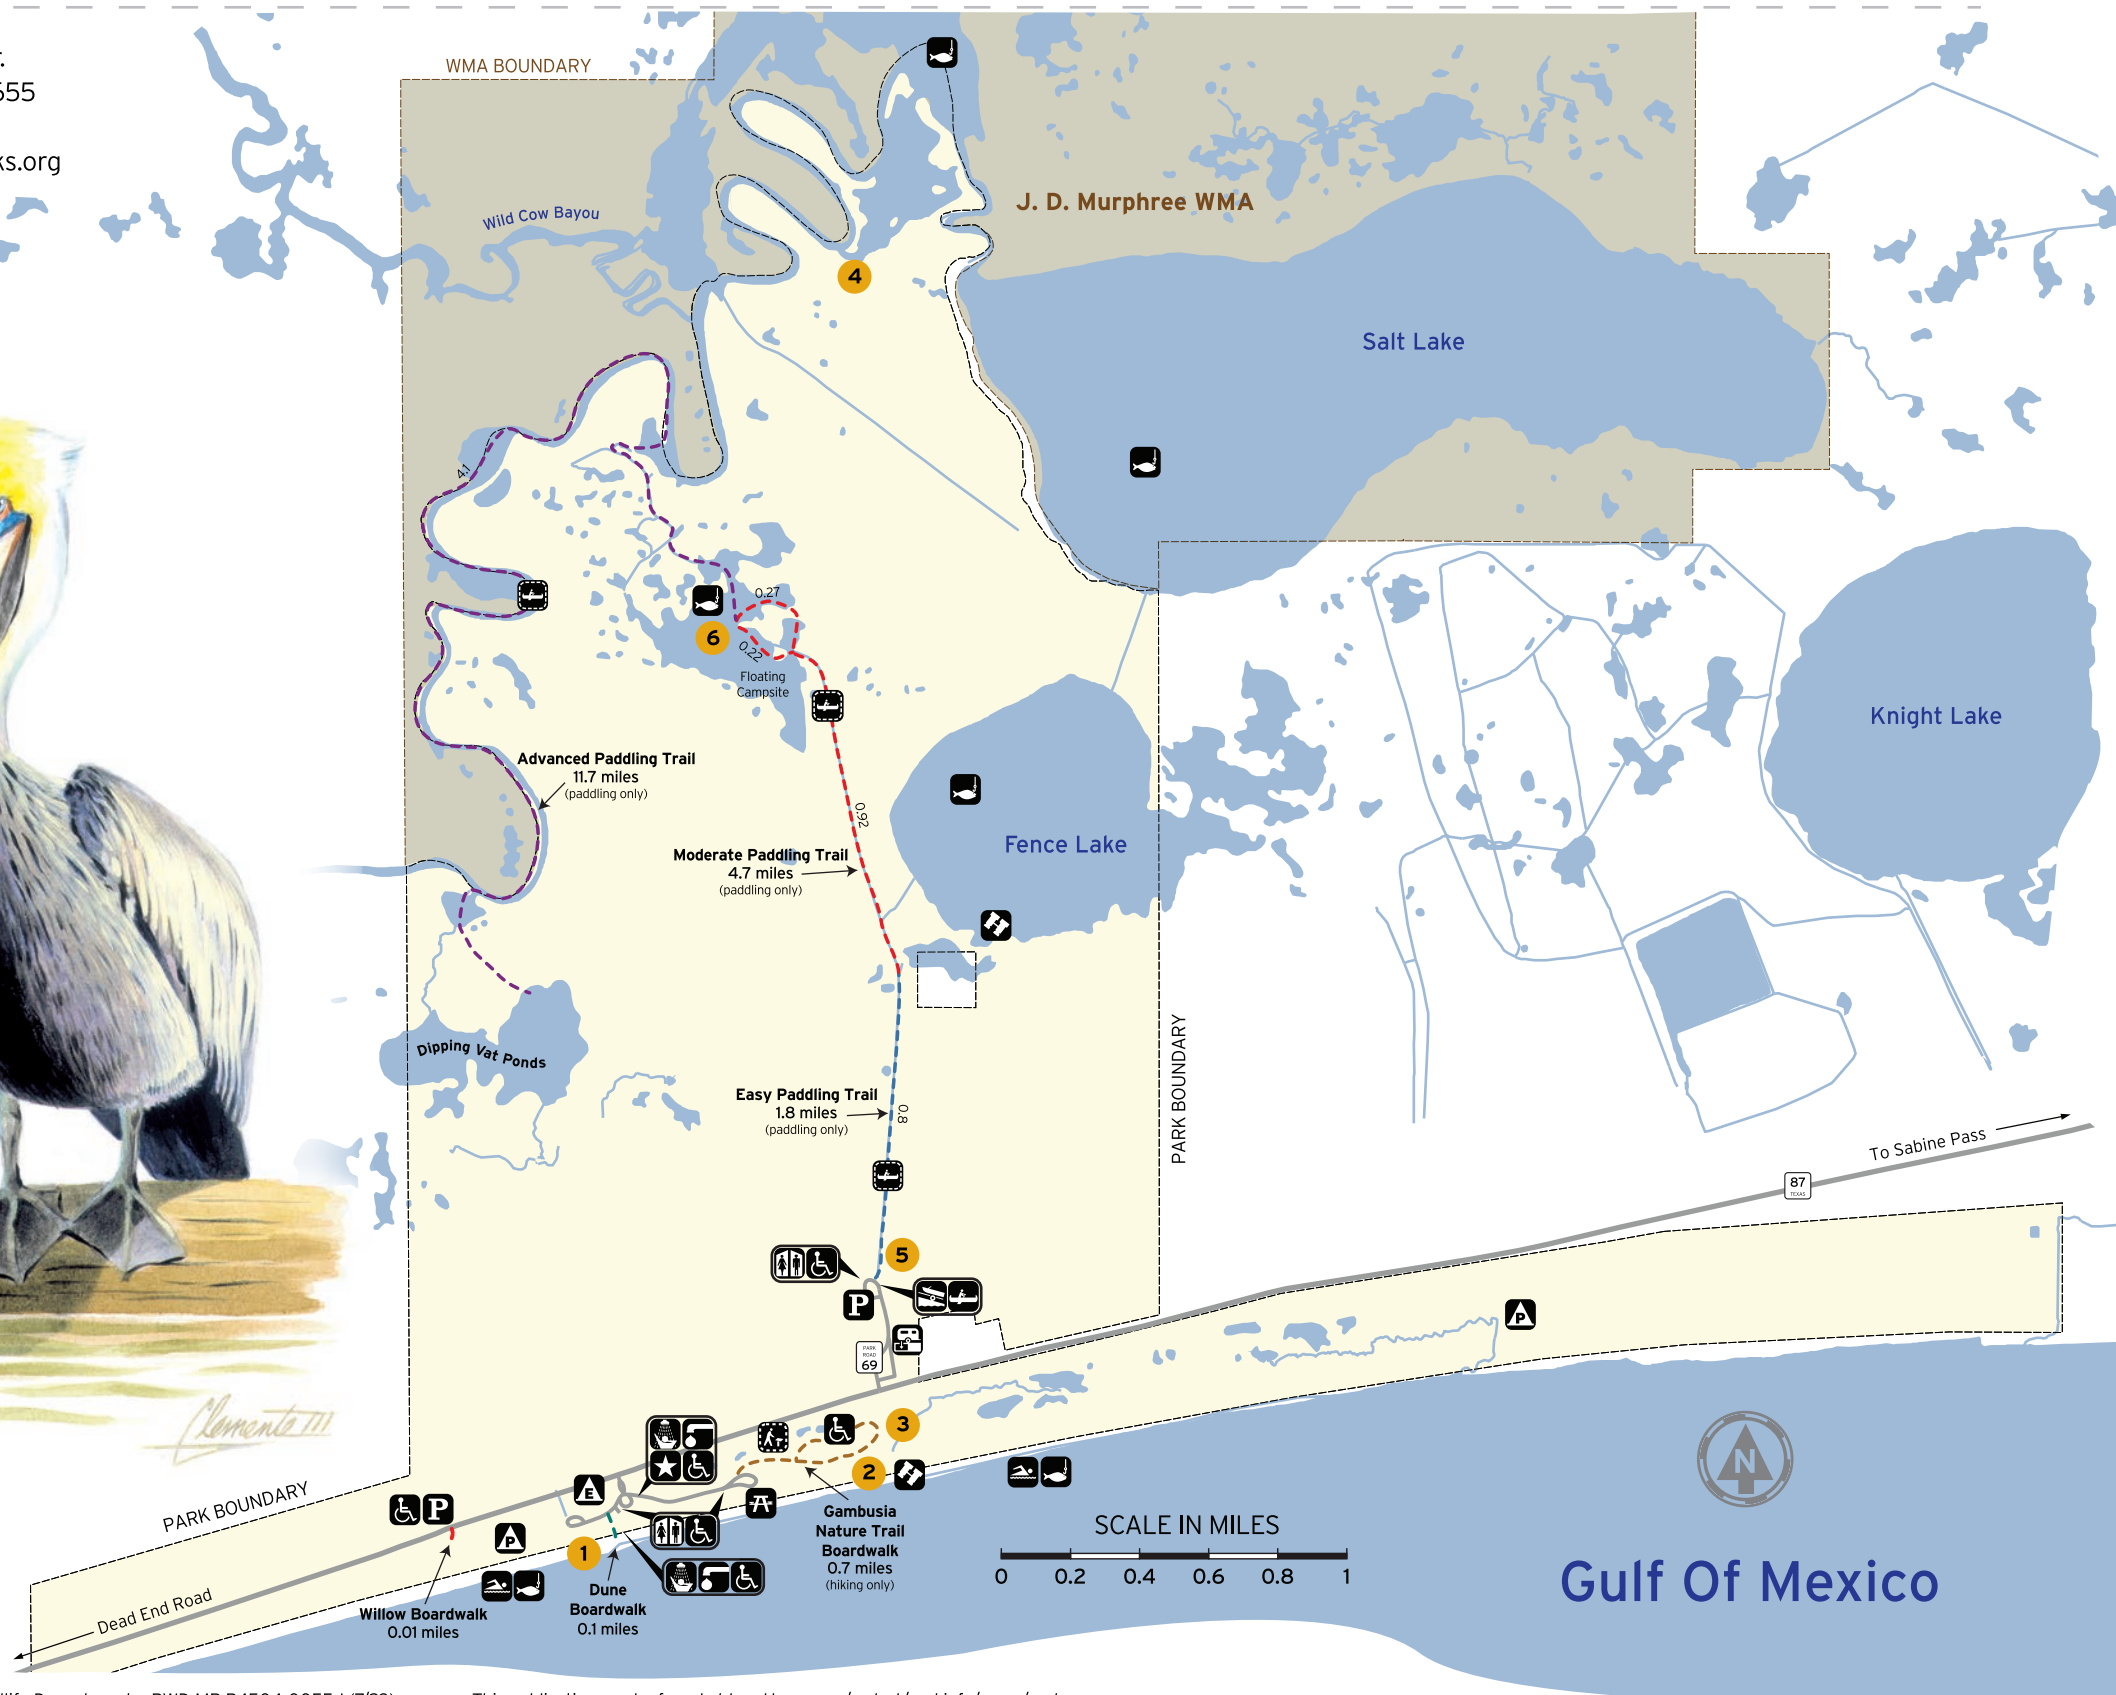 555
ks.org
WMA BOUNDARY
Wild Cow Bayou
J. D. Murphree WMA
4
Salt Lake
4.1
0.27
6
0.22
Floating
Campsite
Knight Lake
Advanced Paddling Trail
11.7 miles
(paddling only)
0.92
Fence Lake
Moderate Paddling Trail
4.7 miles
(paddling only)
Dipping Vat Ponds
PARK BOUNDARY
Easy Paddling Trail
1.8 miles
(paddling only)
0.8
To Sabine Pass
87
TEXAS
5
P
P
PARK
ROAD
69
Clemente III
3
2
E
PARK BOUNDARY
P
P
1
Gambusia
Nature Trail
Boardwalk
0.7 miles
(hiking only)
SCALE IN MILES
0 0.2 0.4 0.6 0.8 1
N
Gulf Of Mexico
Dune
Boardwalk
0.1 miles
Willow Boardwalk
0.01 miles
Dead End Road